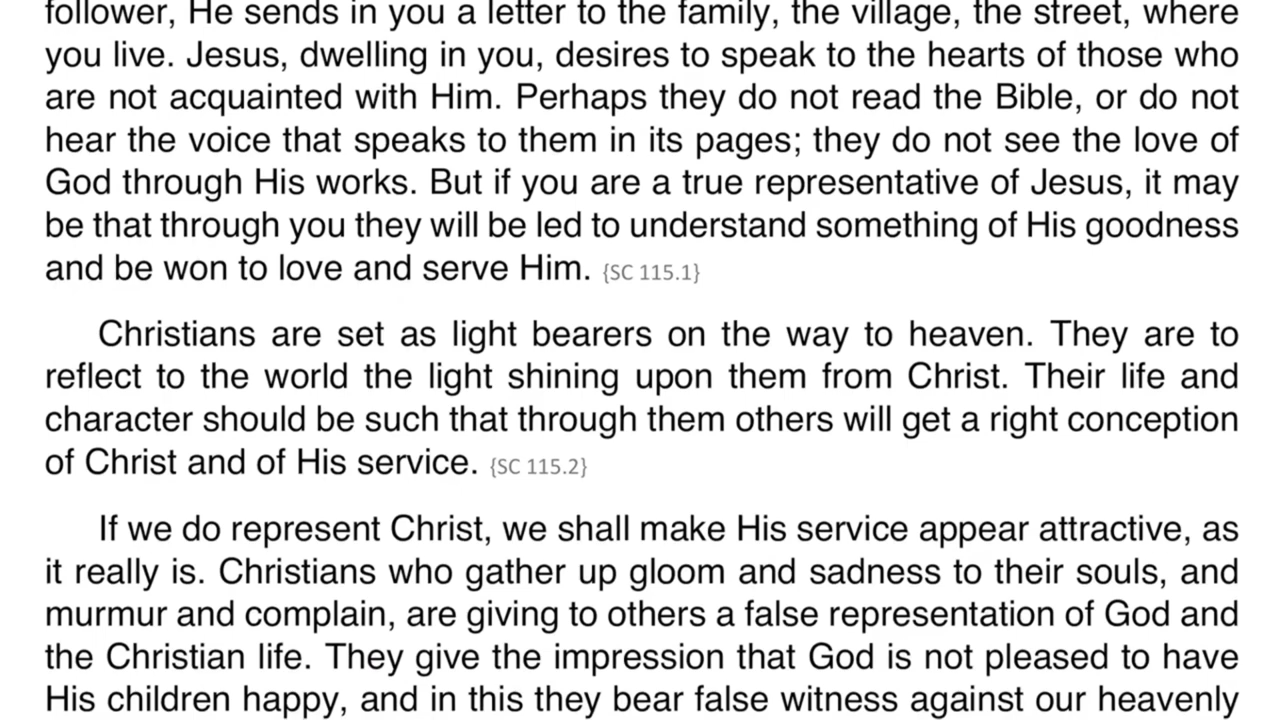 follower, He sends in you a letter to the family, the village, the street, where
you live. Jesus, dwelling in you, desires to speak to the hearts of those who
are not acquainted with Him. Perhaps they do not read the Bible, or do not
hear the voice that speaks to them in its pages; they do not see the love of
God through His works. But if you are a true representative of Jesus, it may
be that through you they will be led to understand something of His goodness
and be won to love and serve Him. {SC 115.1}
Christians are set as light bearers on the way to heaven. They are to
reflect to the world the light shining upon them from Christ. Their life and
character should be such that through them others will get a right conception
of Christ and of His service. {SC 115.2}
If we do represent Christ, we shall make His service appear attractive, as
it really is. Christians who gather up gloom and sadness to their souls, and
murmur and complain, are giving to others a false representation of God and
the Christian life. They give the impression that God is not pleased to have
His children happy, and in this they bear false witness against our heavenly